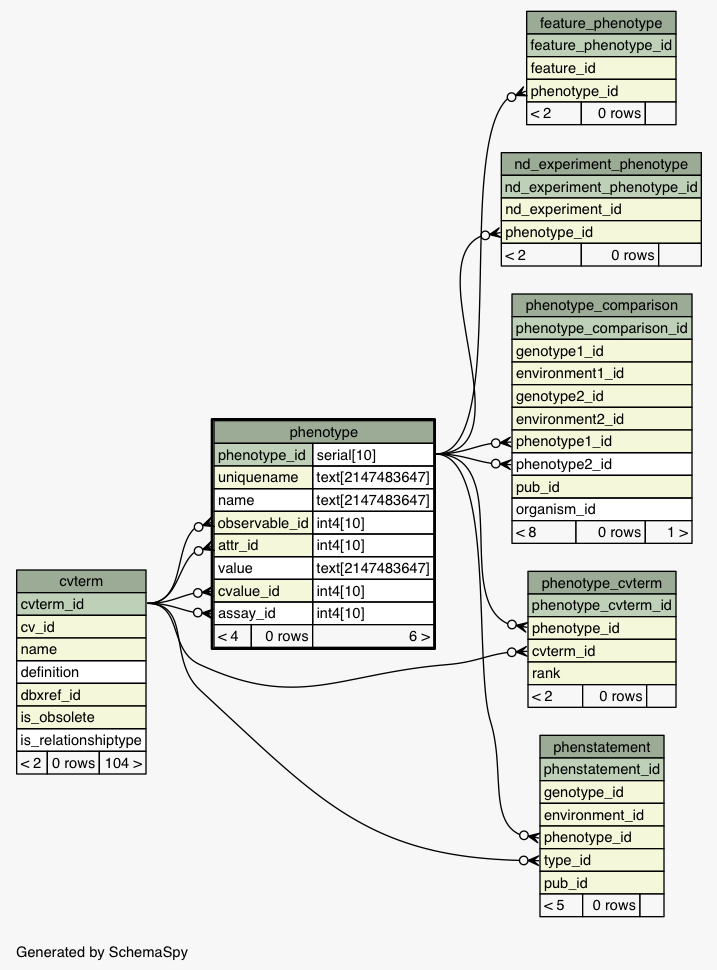 feature_phenotype
feature_phenotype_id
feature_id
phenotype_id
< 2 0 rows
nd_experiment_phenotype
nd_experiment_phenotype_id
nd_experiment_id
phenotype_id
< 2 0 rows
phenotype_comparison
phenotype_comparison_id
genotype1_id
environment1_id
genotype2_id
environment2_id
phenotype1_id
phenotype2_id
pub_id
organism_id
< 8 0 rows 1 >
phenotype
phenotype_id serial[10]
uniquename text[2147483647]
name text[2147483647]
observable_id int4[10]
attr_id int4[10]
value text[2147483647]
cvalue_id int4[10]
assay_id int4[10]
< 4 0 rows 6 >
cvterm
cvterm_id
cv_id
name
definition
dbxref_id
is_obsolete
is_relationshiptype
< 2 0 rows 104 >
phenotype_cvterm
phenotype_cvterm_id
phenotype_id
cvterm_id
rank
< 2 0 rows
phenstatement
phenstatement_id
genotype_id
environment_id
phenotype_id
type_id
pub_id
< 5 0 rows
Generated by SchemaSpy